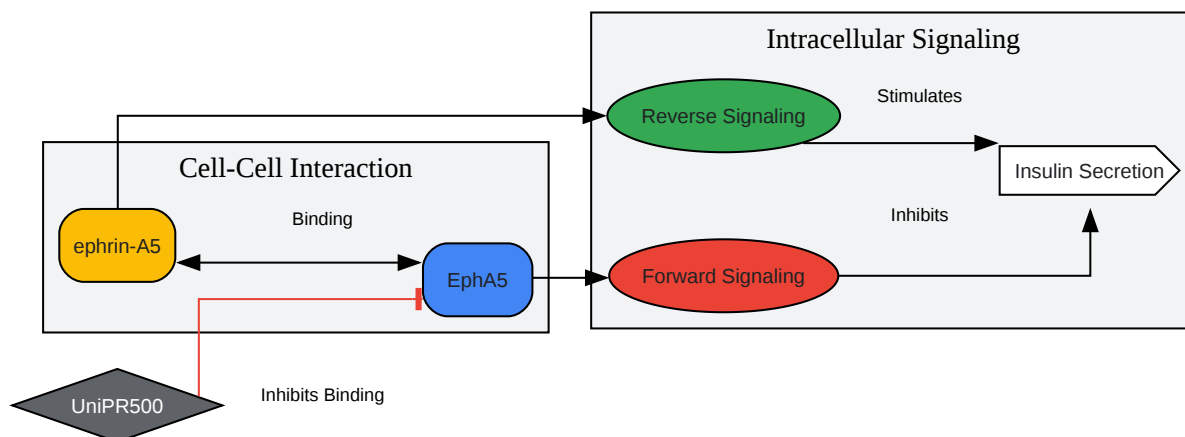 Intracellular Signaling
Stimulates
Reverse Signaling
Insulin Secretion
Inhibits
Forward Signaling
Cell-Cell Interaction
Binding
ephrin-A5
EphA5
UniPR500
Inhibits Binding